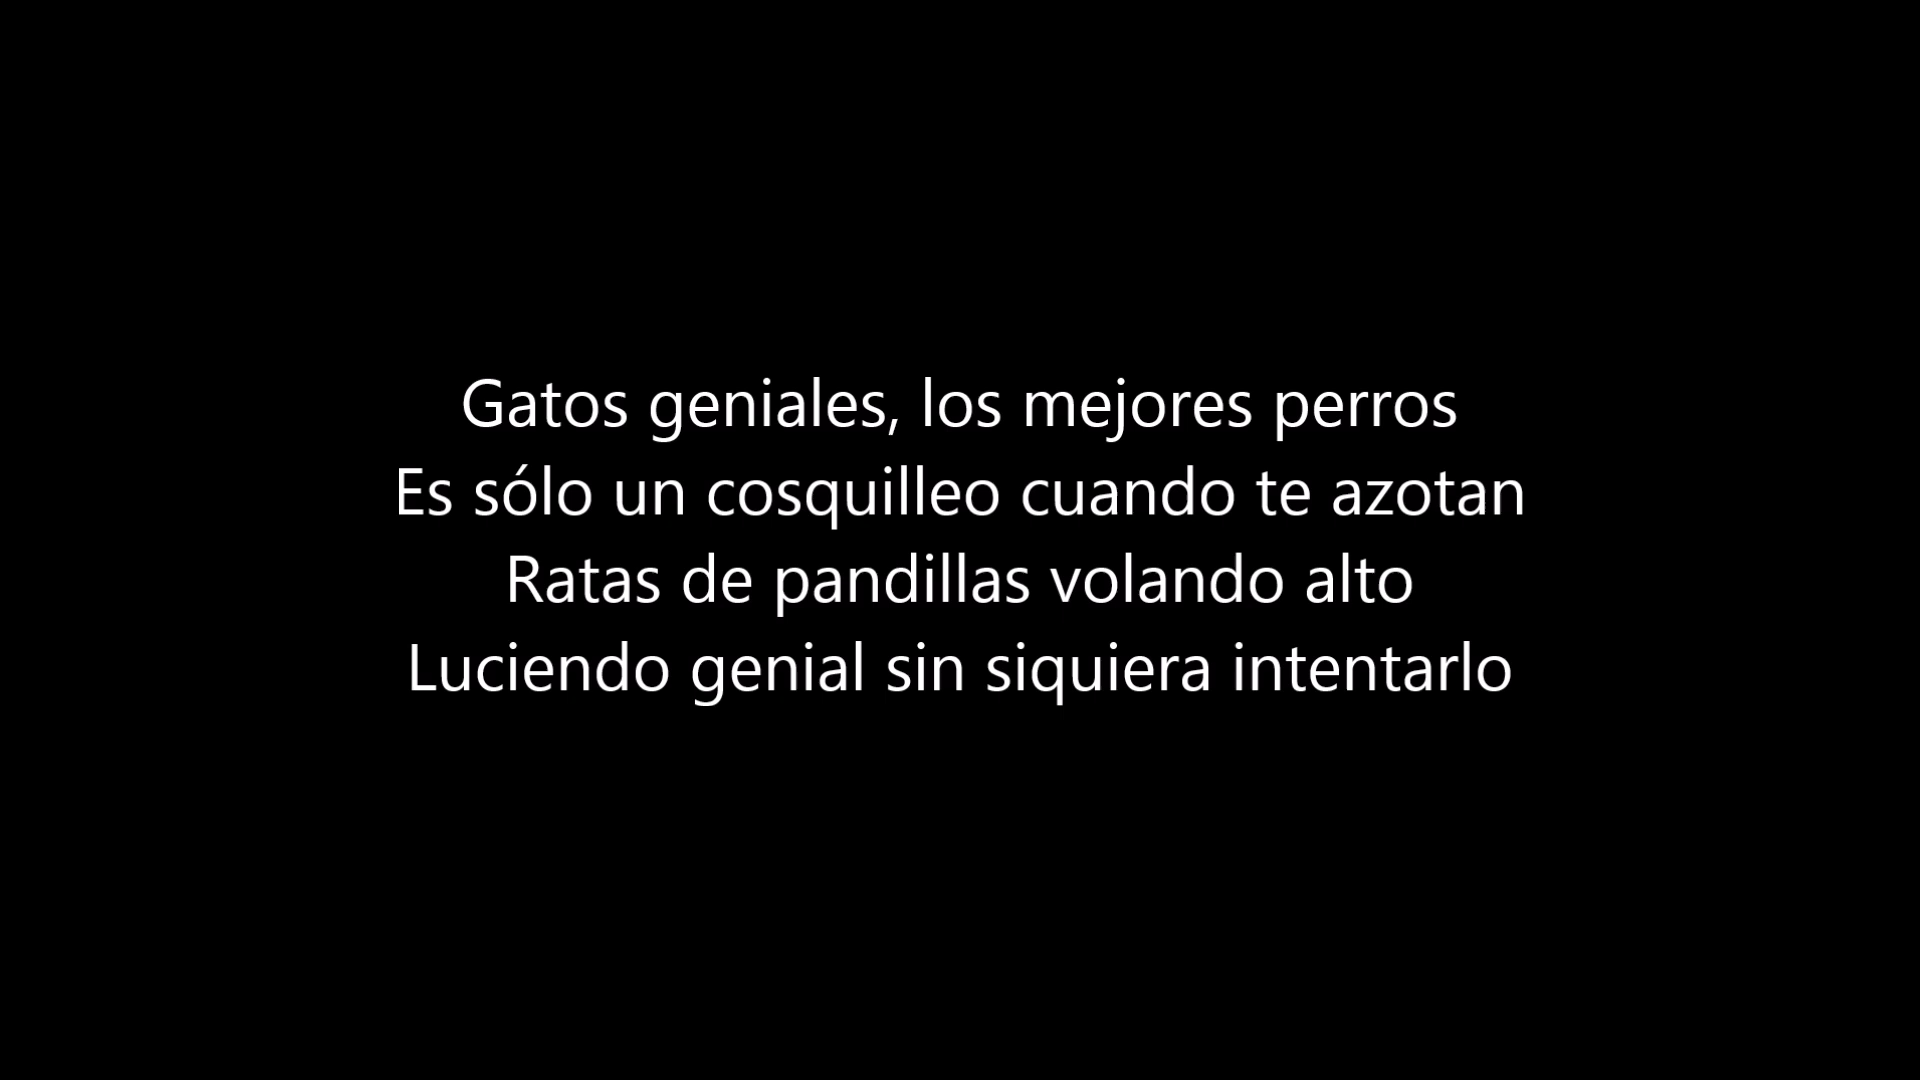 Gatos geniales, los mejores perros
Es sólo un cosquilleo cuando te azotan
Ratas de pandillas volando alto
Luciendo genial sin siquiera intentarlo